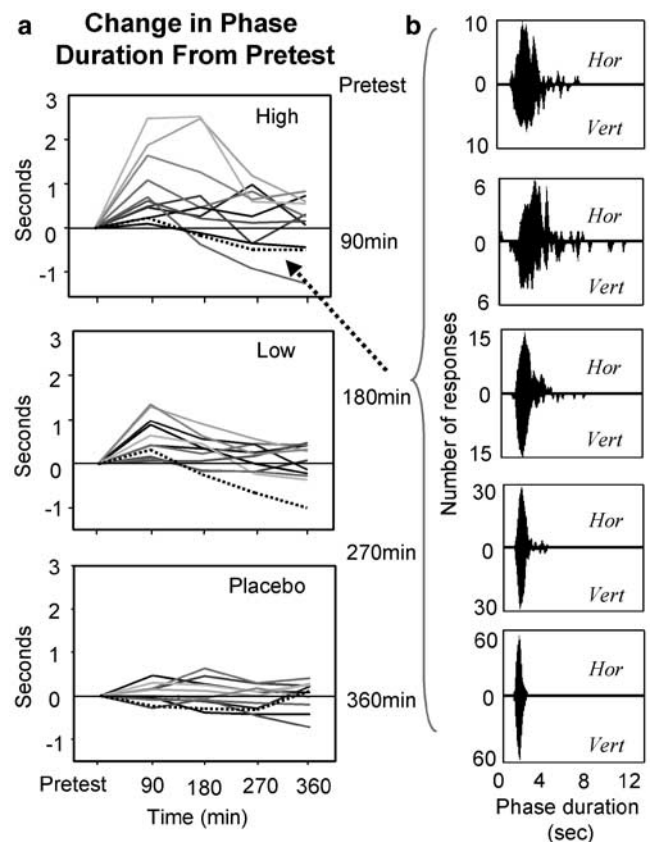 a
Change in Phase
Duration From Pretest
3
2
1
0
-1
Seconds
High
3
2
1
0
-1
Seconds
Low
3
2
1
0
-1
Seconds
Placebo
Pretest 90 180 270 360
Time (min)
Pretest
90min
180min
270min
360min
b
Number of responses
10
0
10
Hor
Vert
6
0
6
Hor
Vert
15
0
15
Hor
Vert
30
0
30
Hor
Vert
60
0
60
Hor
Vert
0 4 8 12
Phase duration
(sec)